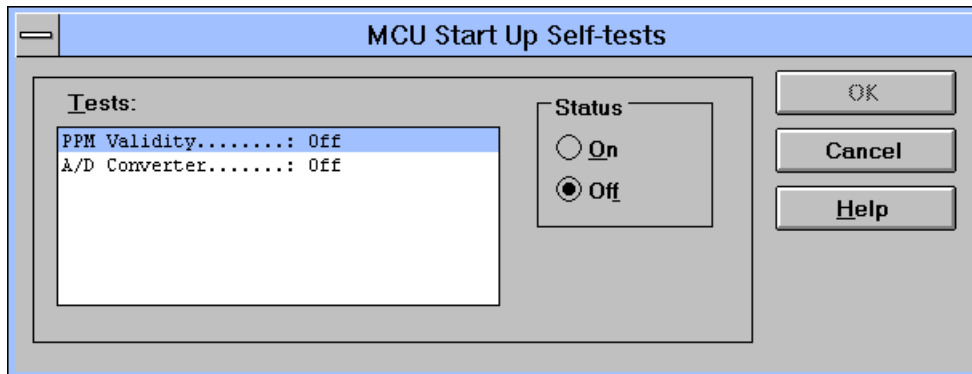 MCU Start Up Self-tests
Tests:
PPM Validity........: Off
A/D Converter.......: Off
Status
On
Off
OK
Cancel
Help